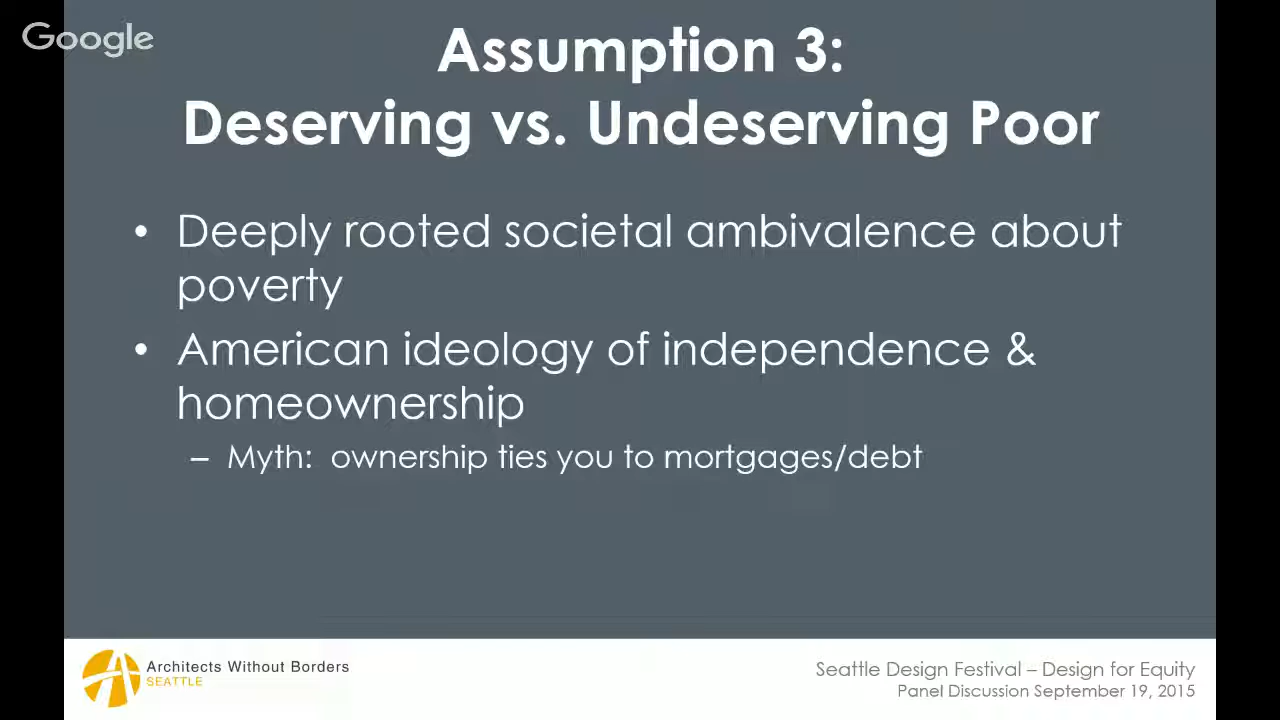 Google
Assumption 3:
Deserving vs. Undeserving Poor
• Deeply rooted societal ambivalence about
poverty
• American ideology of independence &
homeownership
– Myth: ownership ties you to mortgages/debt
Architects Without Borders
SEATTLE
Seattle Design Festival – Design for Equity
Panel Discussion September 19, 2015